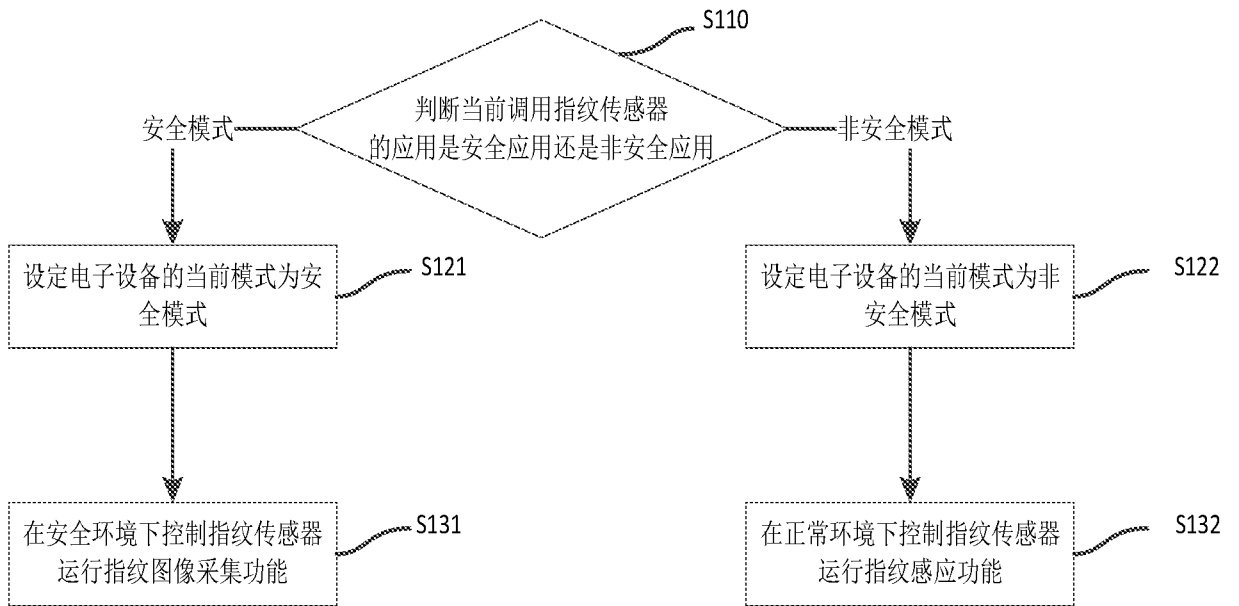 S110
判断当前调用指纹传感器
的应用是安全应用还是非安全应用
安全模式
非安全模式
设定电子设备的当前模式为安
全模式
S121
设定电子设备的当前模式为非
安全模式
S122
在安全环境下控制指纹传感器
运行指纹图像采集功能
S131
在正常环境下控制指纹传感器
运行指纹感应功能
S132